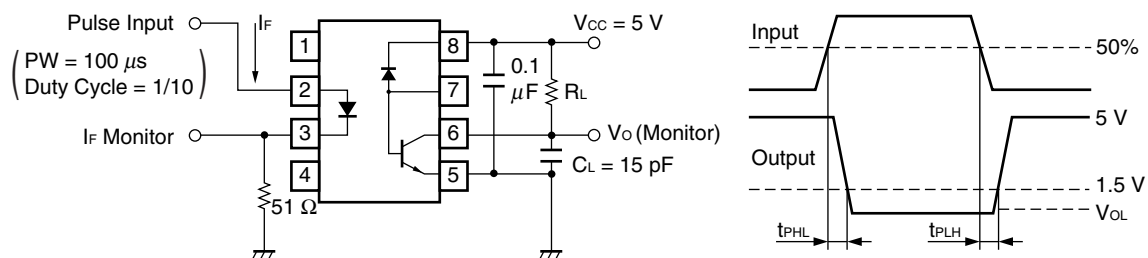 Pulse Input
IF
VCC = 5 V
(PW = 100 μs
Duty Cycle = 1/10)
1
2
3
4
8
7
6
5
0.1
μF
RL
IF Monitor
VO (Monitor)
CL = 15 pF
51 Ω
Input
50%
5 V
Output
1.5 V
VOL
tPHL
tPLH